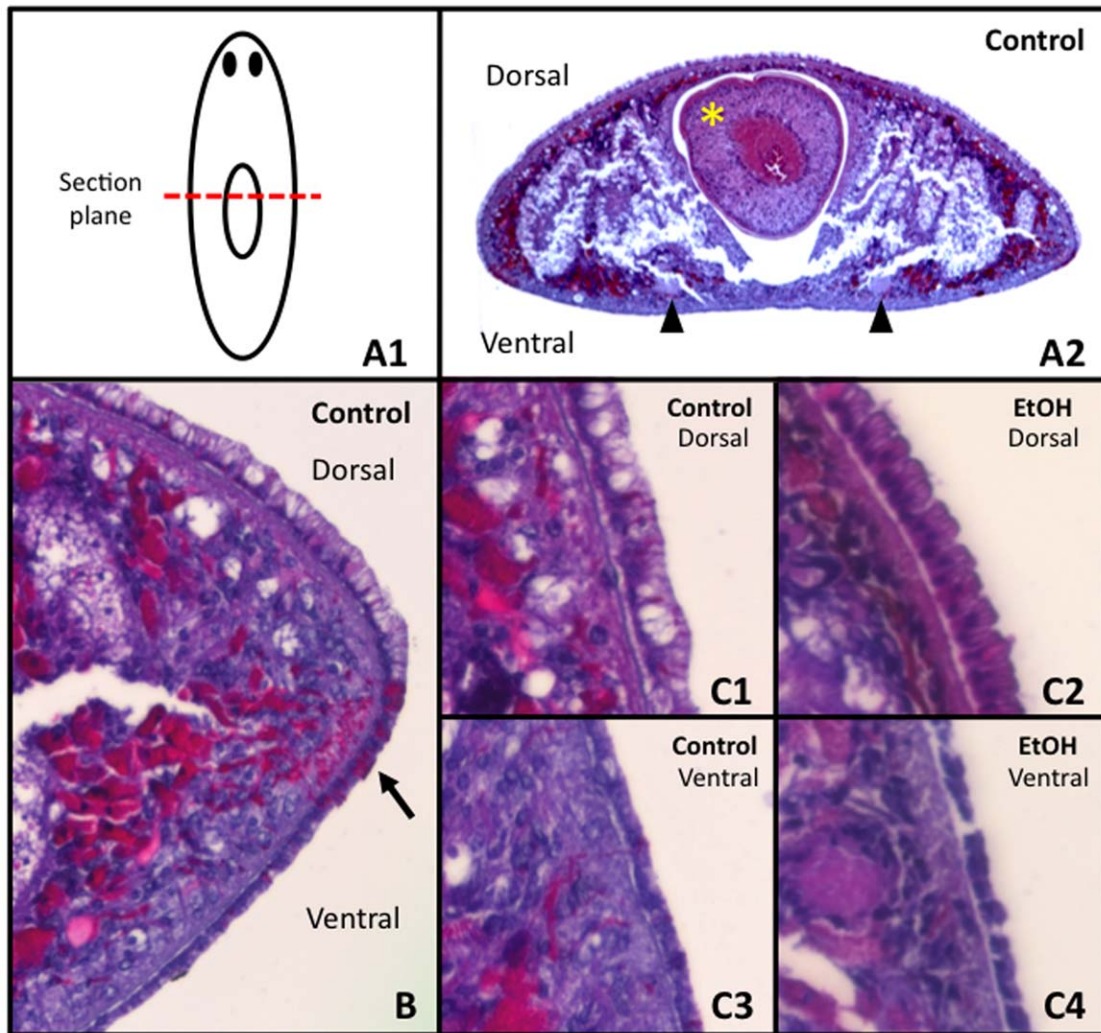 Section
plane
A1
Control
Dorsal
*
Ventral
A2
Control
Dorsal
Ventral
B
Control
Dorsal
C1
EtOH
Dorsal
C2
Control
Ventral
C3
EtOH
Ventral
C4